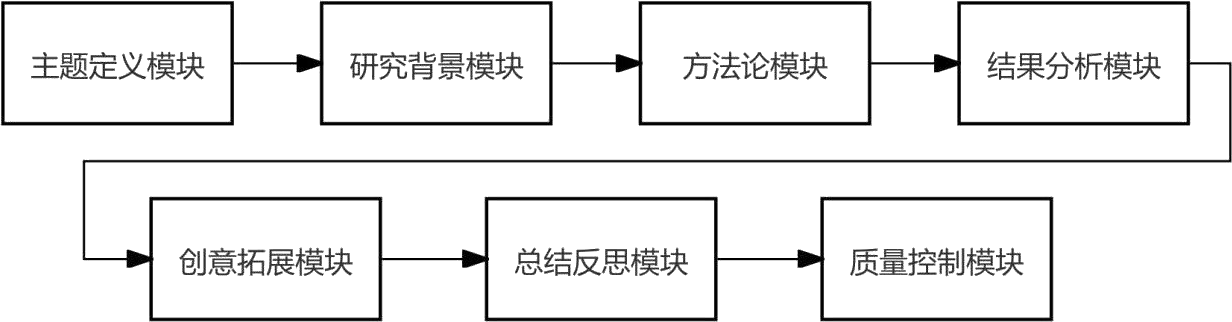 主题定义模块
研究背景模块
方法论模块
结果分析模块
创意拓展模块
总结反思模块
质量控制模块